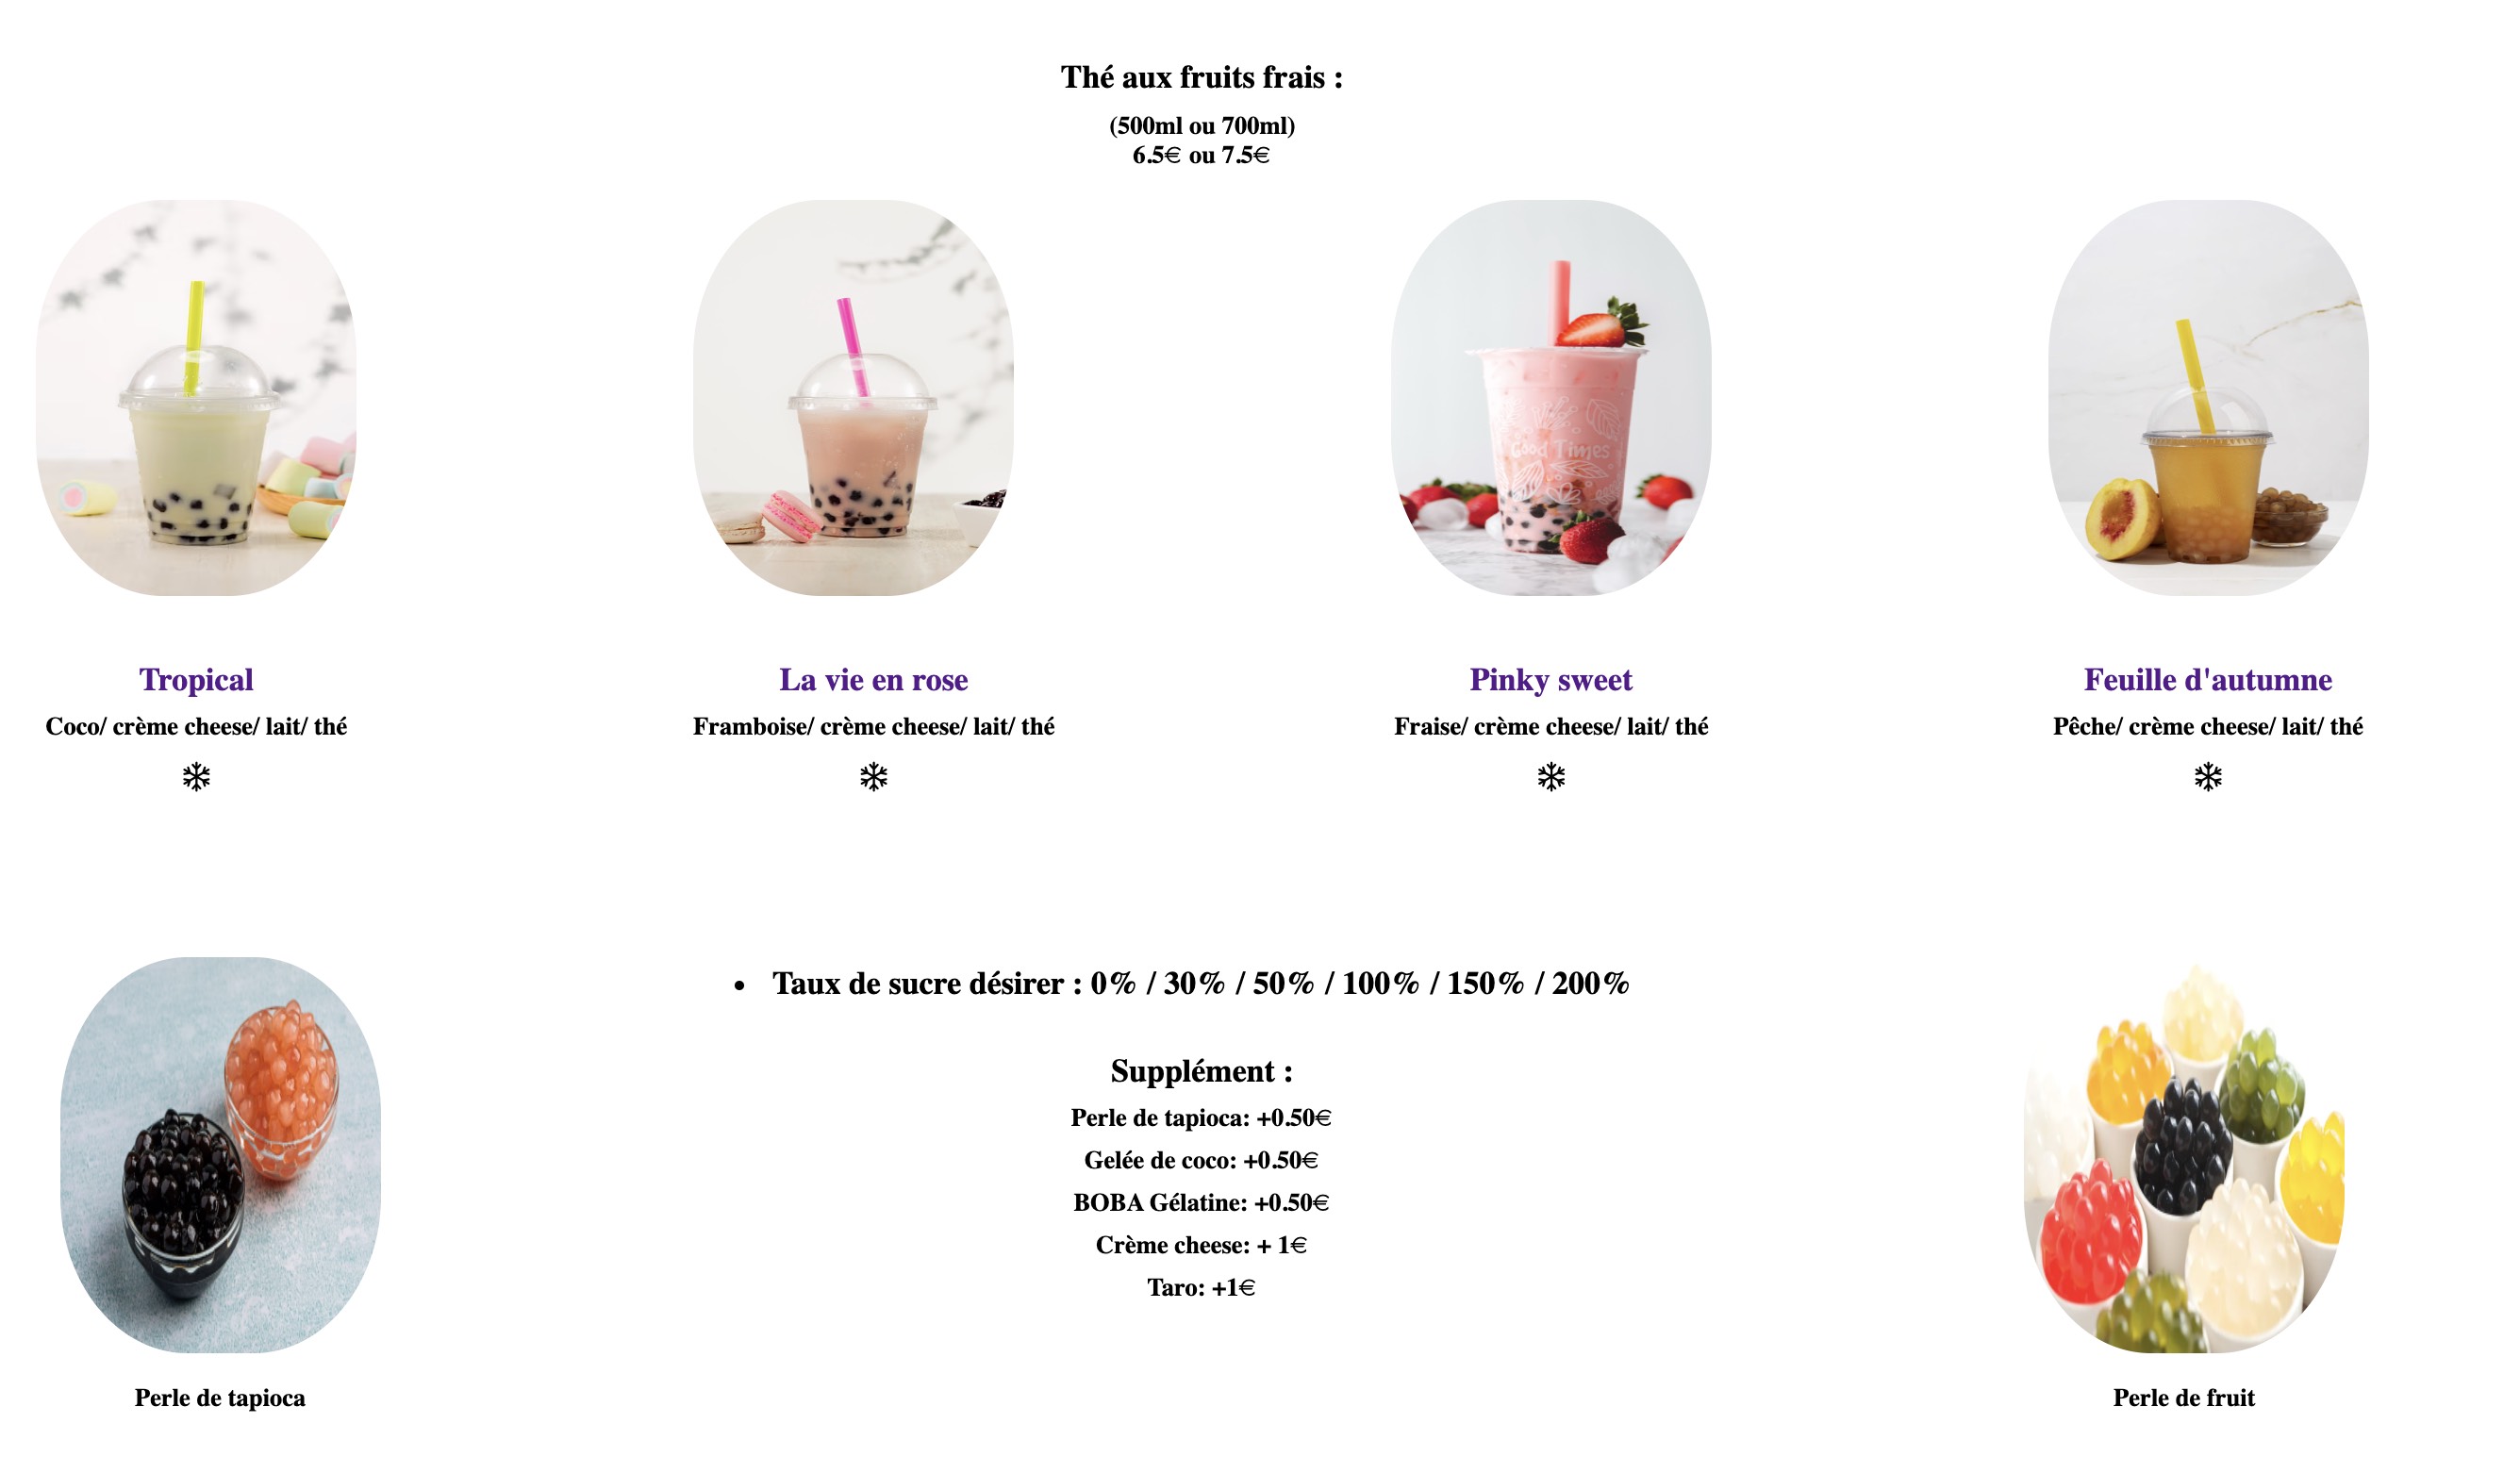 Thé aux fruits frais :
(500ml ou 700ml)
6.5€ ou 7.5€
Good Times
Tropical
Coco/ crème cheese/ lait/ thé
La vie en rose
Framboise/ crème cheese/ lait/ thé
Pinky sweet
Fraise/ crème cheese/ lait/ thé
Feuille d'autumne
Pêche/ crème cheese/ lait/ thé
• Taux de sucre désirer : 0% / 30% / 50% / 100% / 150% / 200%
Supplément :
Perle de tapioca: +0.50€
Gelée de coco: +0.50€
BOBA Gélatine: +0.50€
Crème cheese: + 1€
Taro: +1€
Perle de tapioca
Perle de fruit